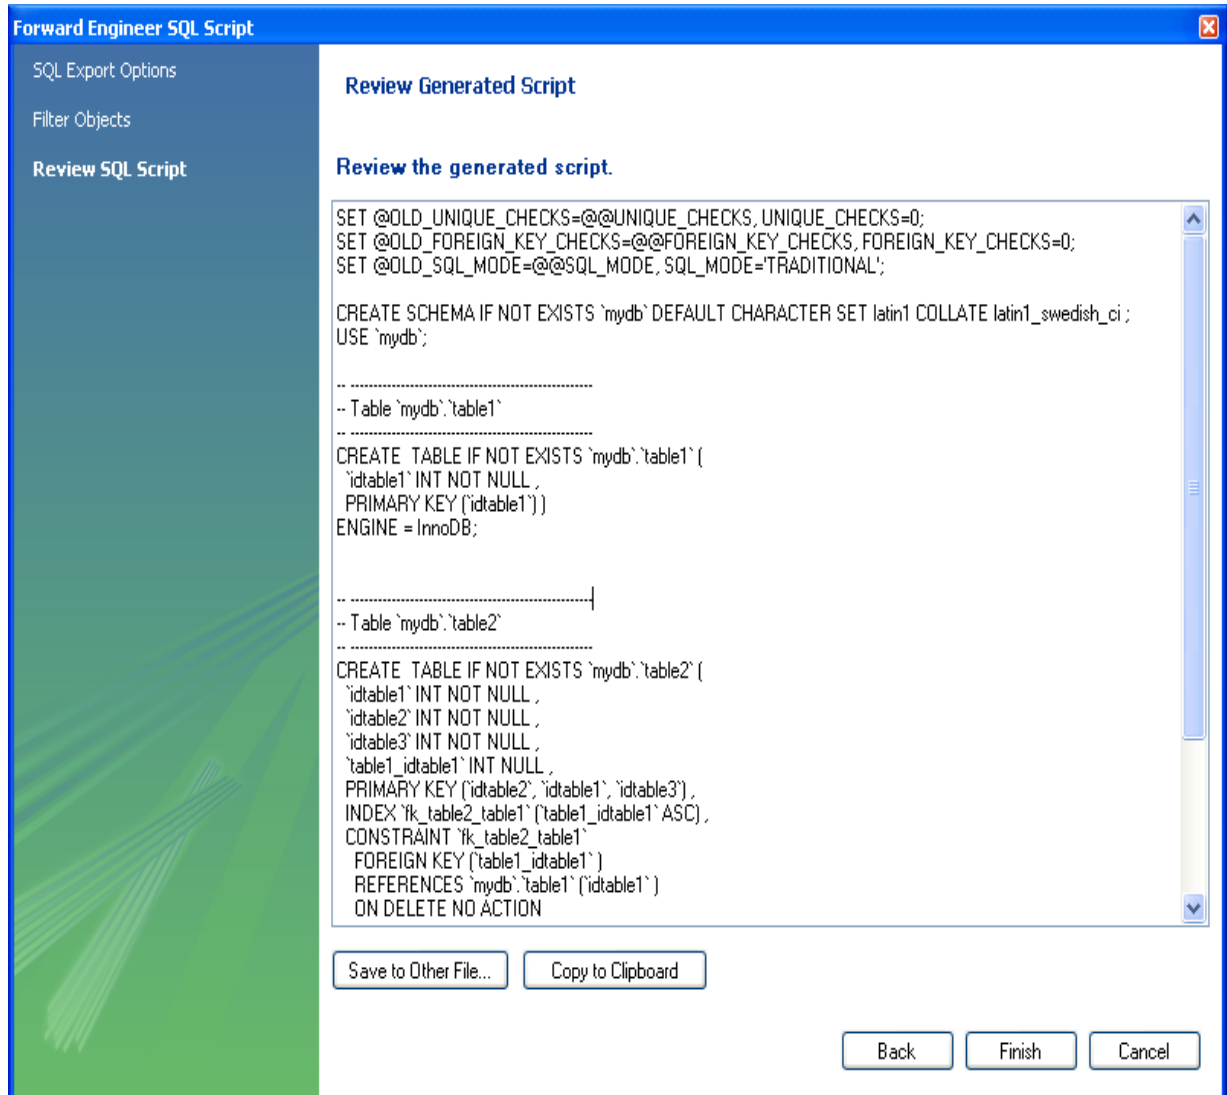 Forward Engineer SQL Script
SQL Export Options
Filter Objects
Review SQL Script
Review Generated Script
Review the generated script.
SET @OLD_UNIQUE_CHECKS=@@UNIQUE_CHECKS, UNIQUE_CHECKS=0;
SET @OLD_FOREIGN_KEY_CHECKS=@@FOREIGN_KEY_CHECKS, FOREIGN_KEY_CHECKS=0;
SET @OLD_SQL_MODE=@@SQL_MODE, SQL_MODE='TRADITIONAL';
CREATE SCHEMA IF NOT EXISTS `mydb` DEFAULT CHARACTER SET latin1 COLLATE latin1_swedish_ci ;
USE `mydb`;
-- -----------------------------------------------------
-- Table `mydb`.`table1`
-- -----------------------------------------------------
CREATE  TABLE IF NOT EXISTS `mydb`.`table1` (
`idtable1` INT NOT NULL ,
PRIMARY KEY (`idtable1`) )
ENGINE = InnoDB;
-- -----------------------------------------------------
-- Table `mydb`.`table2`
-- -----------------------------------------------------
CREATE  TABLE IF NOT EXISTS `mydb`.`table2` (
`idtable1` INT NOT NULL ,
`idtable2` INT NOT NULL ,
`idtable3` INT NOT NULL ,
`table1_idtable1` INT NULL ,
PRIMARY KEY (`idtable2`, `idtable1`, `idtable3`) ,
INDEX `fk_table2_table1` (`table1_idtable1` ASC) ,
CONSTRAINT `fk_table2_table1`
FOREIGN KEY (`table1_idtable1` )
REFERENCES `mydb`.`table1` (`idtable1` )
ON DELETE NO ACTION
Save to Other File...
Copy to Clipboard
Back
Finish
Cancel